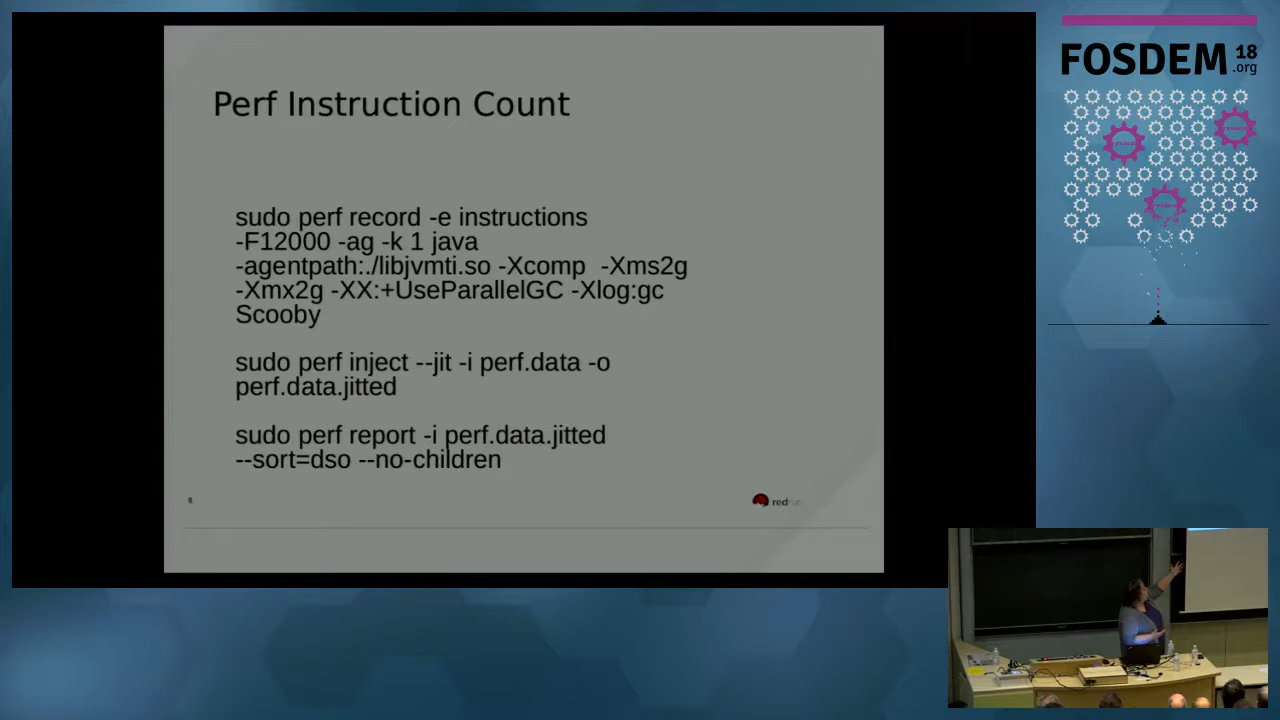 FOSDEM 18
.org
Perf Instruction Count
sudo perf record -e instructions
-F12000 -ag -k 1 java
-agentpath:./libjvmti.so -Xcomp  -Xms2g
-Xmx2g -XX:+UseParallelGC -Xlog:gc
Scooby
sudo perf inject --jit -i perf.data -o
perf.data.jitted
sudo perf report -i perf.data.jitted
--sort=dso --no-children
redhat